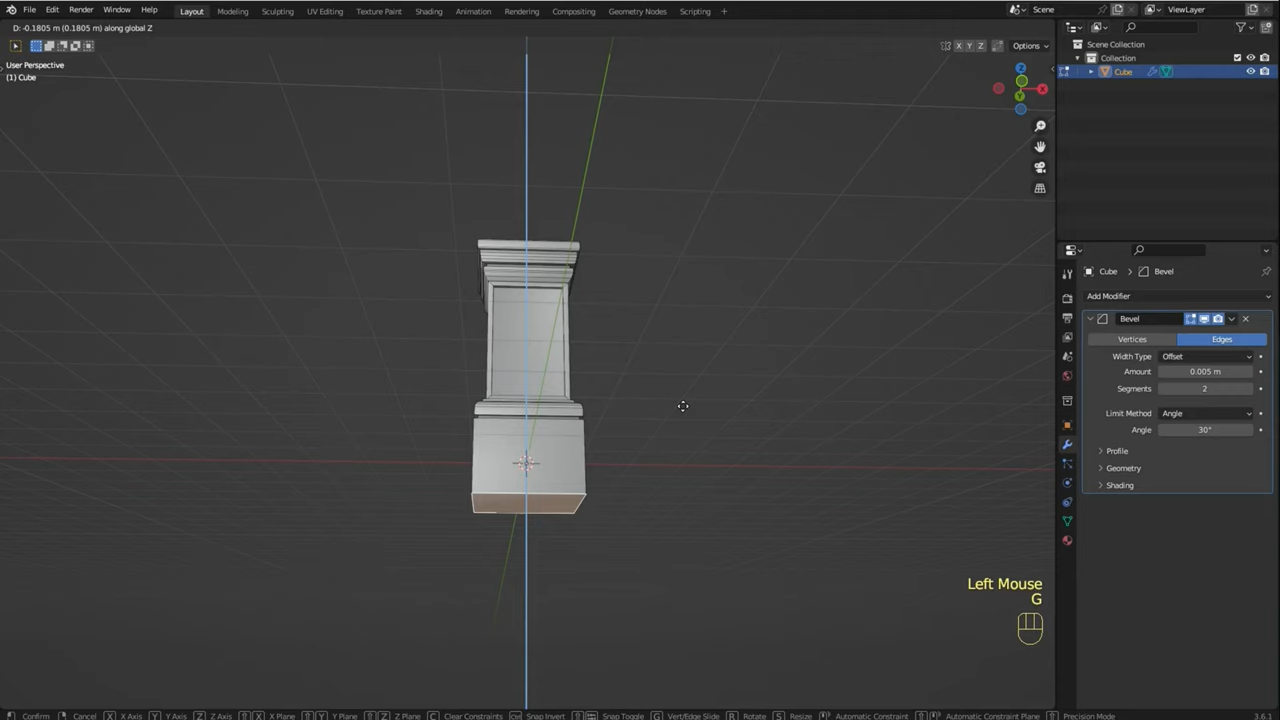 File Edit Render Window Help Layout Modeling Sculpting UV Editing Texture Paint Shading Animation Rendering Compositing Geometry Nodes Scripting + Scene ViewLayer
D: -0.1805 m (0.1805 m) along global Z
X Y Z Options
User Perspective
(1) Cube
Z
X
Y
Scene Collection
Collection
Cube
Cube > Bevel
Add Modifier
Bevel
Vertices Edges
Width Type Offset
Amount 0.005 m
Segments 2
Limit Method Angle
Angle 30°
Profile
Geometry
Shading
Left Mouse
G
Confirm Cancel X X Axis Y Y Axis Z Z Axis X X Plane Y Y Plane Z Z Plane C Clear Constraints Snap Invert Snap Toggle G Vert/Edge Slide R Rotate S Resize Automatic Constraint Automatic Constraint Plane Precision Mode 3.6.1